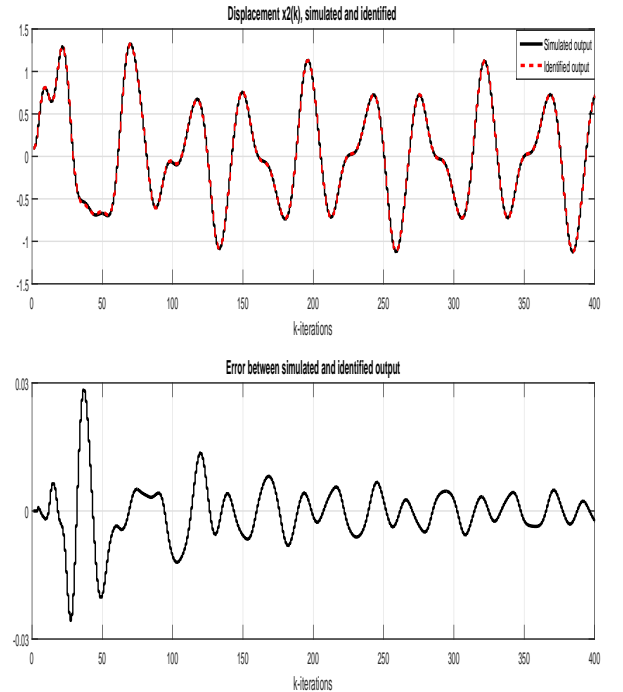 Displacement x2(k), simulated and identified
1.5
1
0.5
0
-0.5
-1
-1.5
Simulated output
Identified output
0 50 100 150 200 250 300 350 400
k-iterations
Error between simulated and identified output
0.03
0
-0.03
0 50 100 150 200 250 300 350 400
k-iterations